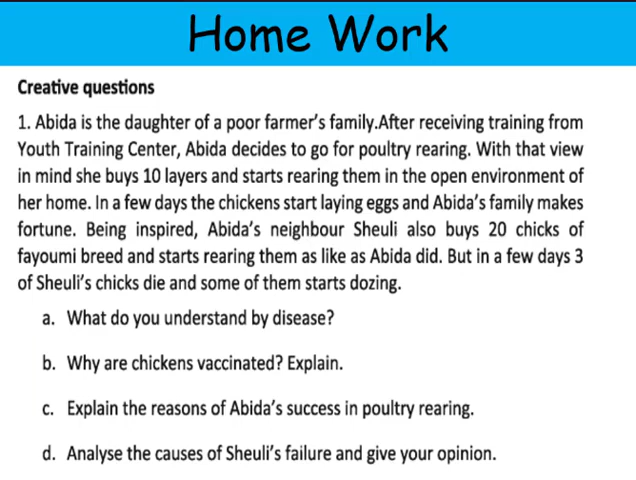 Home Work
Creative questions
1. Abida is the daughter of a poor farmer's family.After receiving training from
Youth Training Center, Abida decides to go for poultry rearing. With that view
in mind she buys 10 layers and starts rearing them in the open environment of
her home. In a few days the chickens start laying eggs and Abida's family makes
fortune. Being inspired, Abida's neighbour Sheuli also buys 20 chicks of
fayoumi breed and starts rearing them as like as Abida did. But in a few days 3
of Sheuli's chicks die and some of them starts dozing.
a. What do you understand by disease?
b. Why are chickens vaccinated? Explain.
c. Explain the reasons of Abida's success in poultry rearing.
d. Analyse the causes of Sheuli's failure and give your opinion.